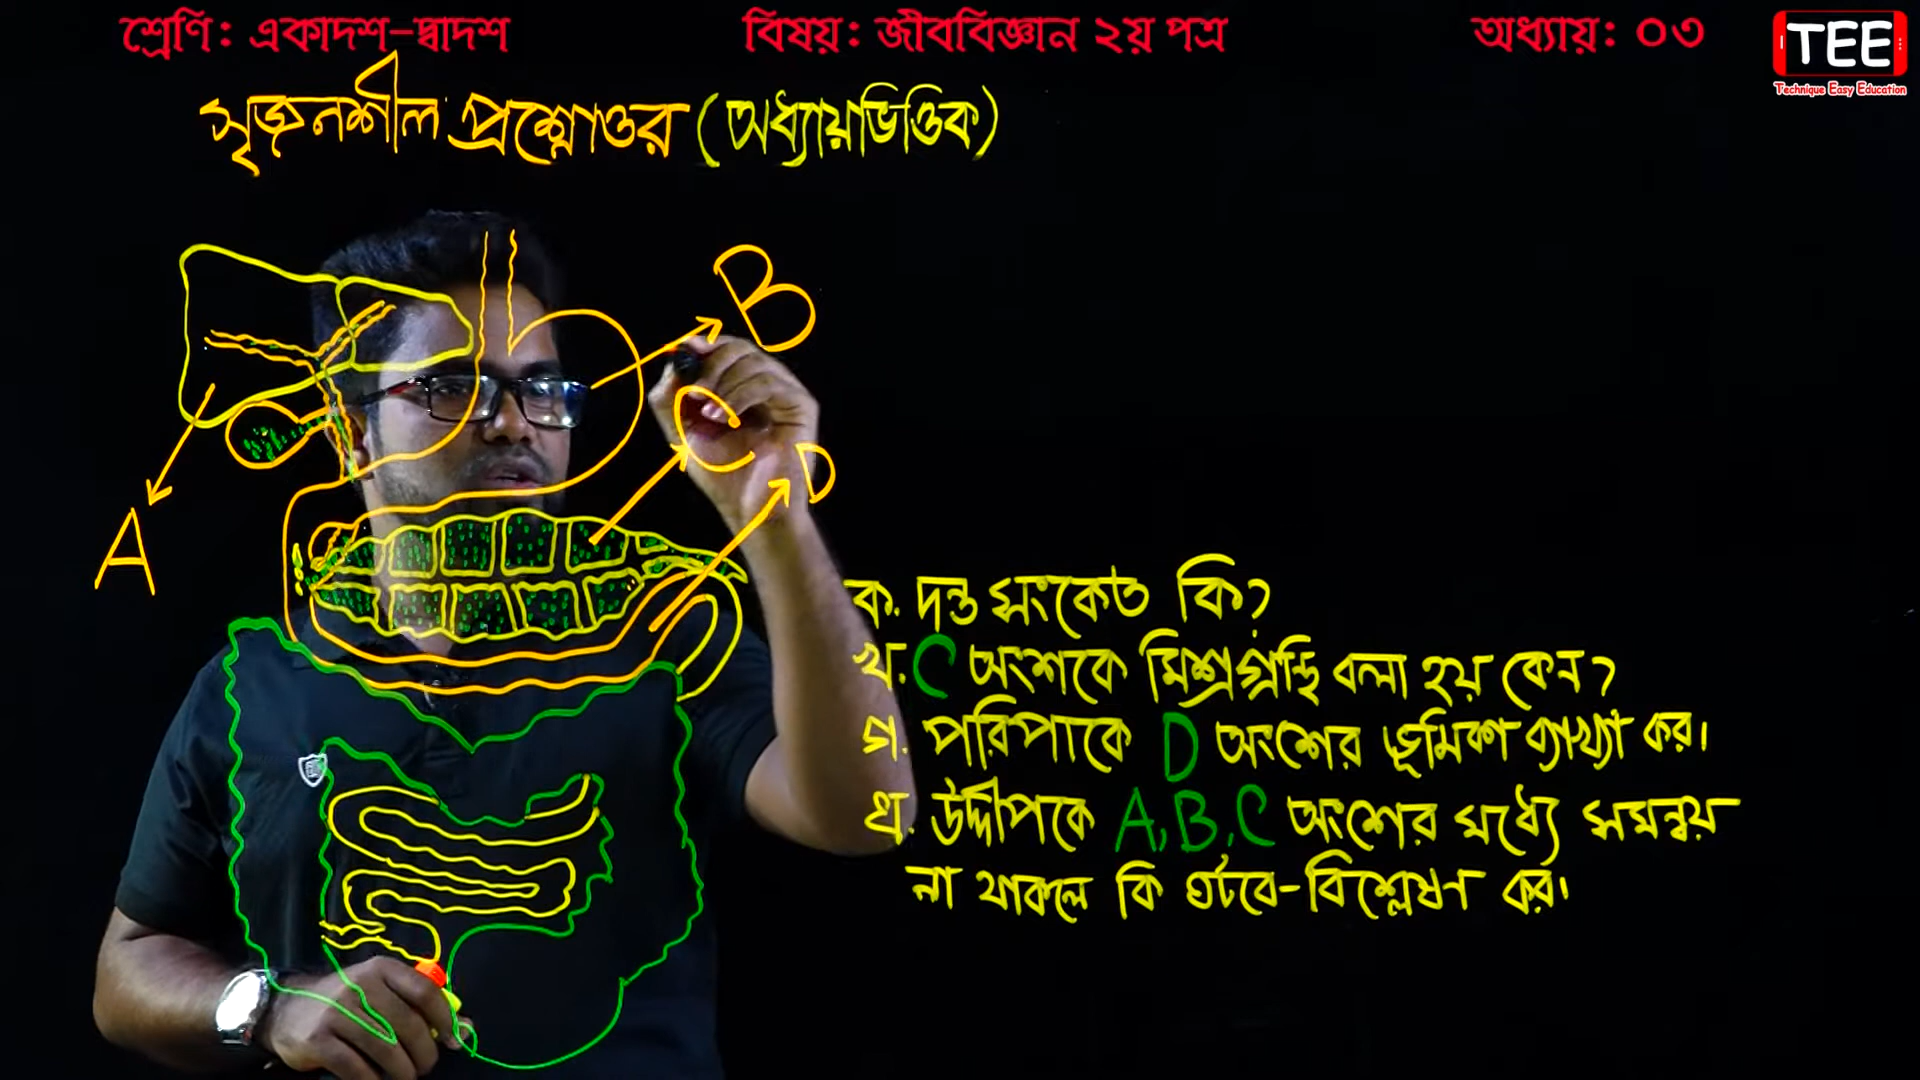 শ্রেণি: একাদশ-দ্বাদশ বিষয়: জীববিজ্ঞান ২য় পত্র অধ্যায়: ০৩
TEE
Technique Easy Education
সৃজনশীল প্রশ্নোত্তর (অধ্যায়ভিত্তিক)
B
C
D
A
ক. দন্ত সংকেত কি?
খ. C অংশকে মিশ্রগ্রন্থি বলা হয় কেন?
গ. পরিপাকে D অংশের ভূমিকা ব্যাখ্যা কর।
ঘ. উদ্দীপকে A, B, C অংশের মধ্যে সমন্বয়
না থাকলে কি ঘটবে-বিশ্লেষণ কর।